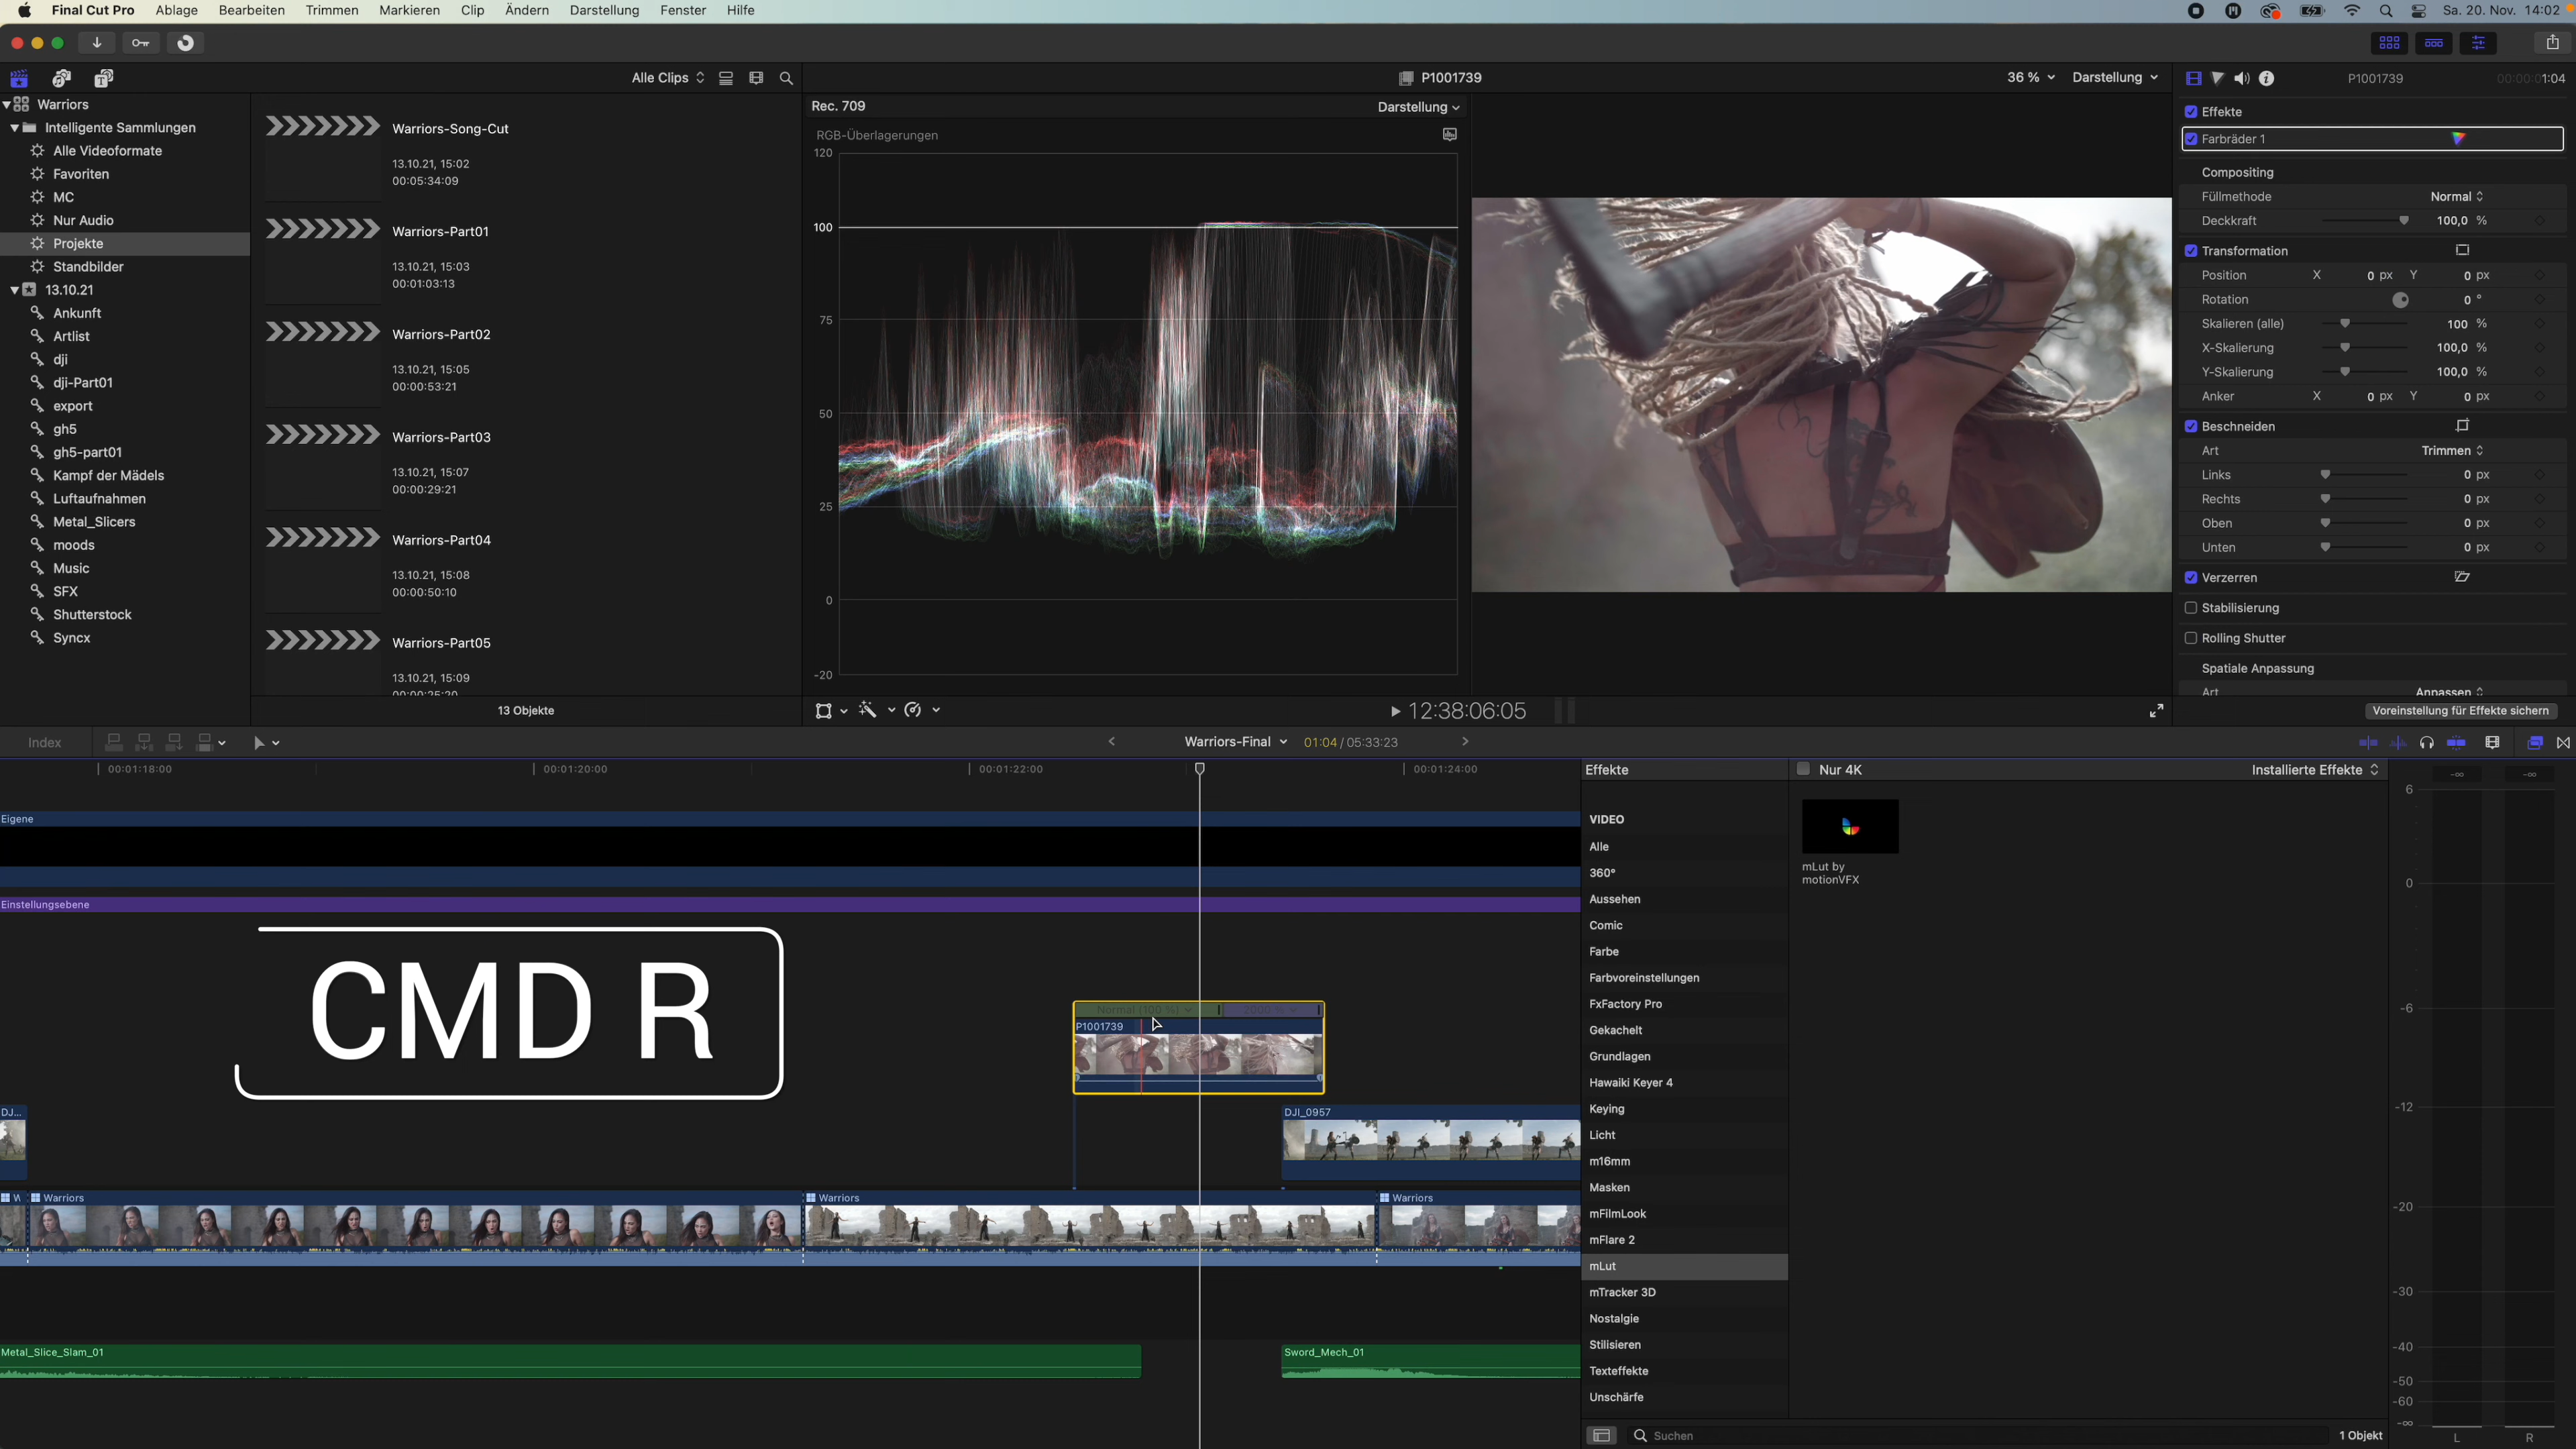 Final Cut Pro Ablage Bearbeiten Trimmen Markieren Clip Ändern Darstellung Fenster Hilfe
Sa. 20. Nov. 14:02
Alle Clips
P1001739
36 %
Darstellung
P1001739
00:00:01:04
Warriors
Intelligente Sammlungen
Alle Videoformate
Favoriten
MC
Nur Audio
Projekte
Standbilder
13.10.21
Ankunft
Artlist
dji
dji-Part01
export
gh5
gh5-part01
Kampf der Mädels
Luftaufnahmen
Metal_Slicers
moods
Music
SFX
Shutterstock
Syncx
Warriors-Song-Cut
13.10.21, 15:02
00:05:34:09
Warriors-Part01
13.10.21, 15:03
00:01:03:13
Warriors-Part02
13.10.21, 15:05
00:00:53:21
Warriors-Part03
13.10.21, 15:07
00:00:29:21
Warriors-Part04
13.10.21, 15:08
00:00:50:10
Warriors-Part05
13.10.21, 15:09
00:00:25:20
13 Objekte
Rec. 709
Darstellung
RGB-Überlagerungen
120
100
75
50
25
0
-20
12:38:06:05
Effekte
Farbräder 1
Compositing
Füllmethode Normal
Deckkraft 100,0 %
Transformation
Position X 0 px Y 0 px
Rotation 0 °
Skalieren (alle) 100 %
X-Skalierung 100,0 %
Y-Skalierung 100,0 %
Anker X 0 px Y 0 px
Beschneiden
Art Trimmen
Links 0 px
Rechts 0 px
Oben 0 px
Unten 0 px
Verzerren
Stabilisierung
Rolling Shutter
Spatiale Anpassung
Art Anpassen
Voreinstellung für Effekte sichern
Index
Warriors-Final
01:04 / 05:33:23
00:01:18:00
00:01:20:00
00:01:22:00
00:01:24:00
Eigene
Einstellungsebene
CMD R
Normal (100 %)
2000 %
P1001739
DJ...
DJI_0957
W
Warriors
Warriors
Warriors
Metal_Slice_Slam_01
Sword_Mech_01
Effekte
Nur 4K
Installierte Effekte
VIDEO
Alle
360°
Aussehen
Comic
Farbe
Farbvoreinstellungen
FxFactory Pro
Gekachelt
Grundlagen
Hawaiki Keyer 4
Keying
Licht
m16mm
Masken
mFilmLook
mFlare 2
mLut
mTracker 3D
Nostalgie
Stilisieren
Texteffekte
Unschärfe
mLut by
motionVFX
Suchen
1 Objekt
-∞ -∞
6
0
-6
-12
-20
-30
-40
-50
-60
-∞
L R